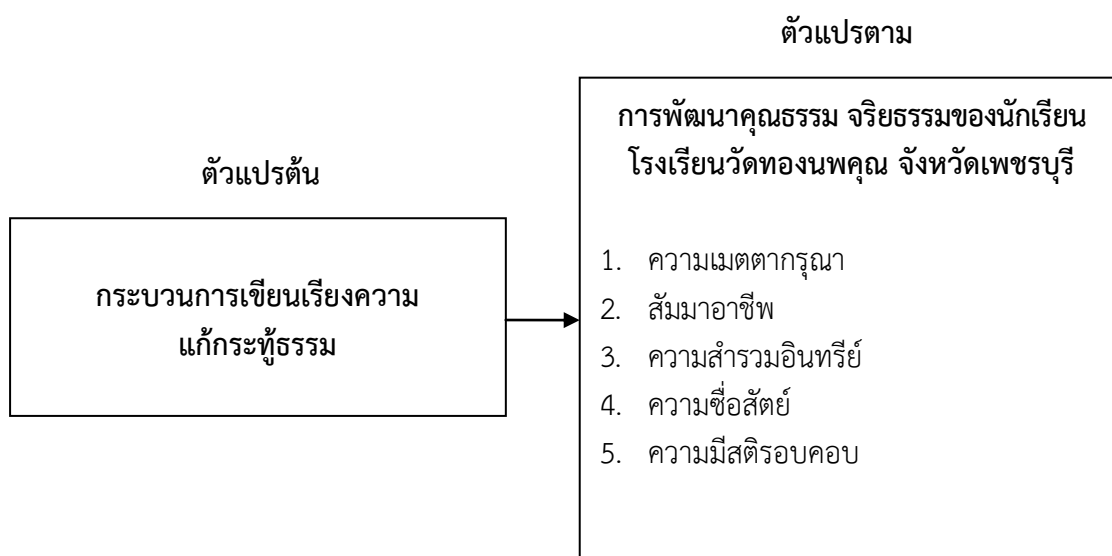 ตัวแปรตาม
การพัฒนาคุณธรรม จริยธรรมของนักเรียน
โรงเรียนวัดทองนพคุณ จังหวัดเพชรบุรี
ตัวแปรต้น
กระบวนการเขียนเรียงความ
แก้กระทู้ธรรม
1. ความเมตตากรุณา
2. สัมมาอาชีพ
3. ความสำรวมอินทรีย์
4. ความซื่อสัตย์
5. ความมีสติรอบคอบ